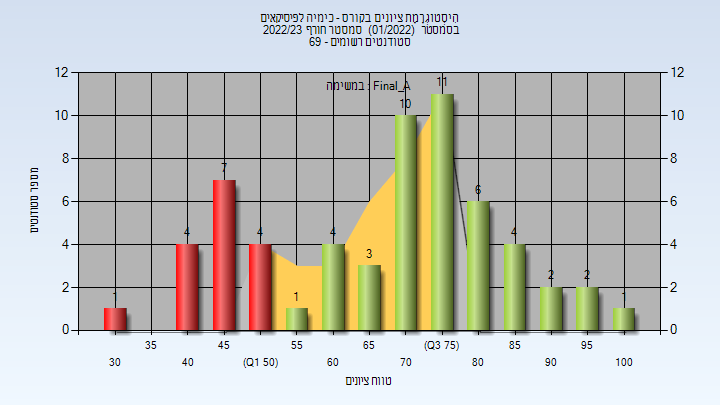 היסטוגרמת ציונים בקורס - כימיה לפיסיקאים
בסמסטר (01/2022) סמסטר חורף 2022/23
סטודנטים רשומים - 69
במשימה : Final_A
מספר סטודנטים
12 10 8 6 4 2 0
12 10 8 6 4 2 0
1 4 7 4 1 4 3 10 11 6 4 2 2 1
35 45 55 65 (Q3 75) 85 95
30 40 (Q1 50) 60 70 80 90 100
טווח ציונים